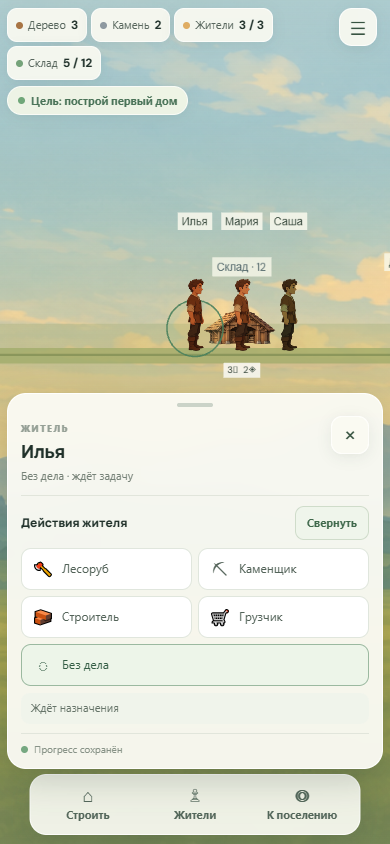 Дерево 3
Камень 2
Жители 3 / 3
Склад 5 / 12
Цель: построй первый дом
Илья
Мария
Саша
Склад · 12
ЖИТЕЛЬ
Илья
Без дела · ждёт задачу
Действия жителя
Свернуть
Лесоруб
Каменщик
Строитель
Грузчик
Без дела
Ждёт назначения
Прогресс сохранён
Строить
Жители
К поселению